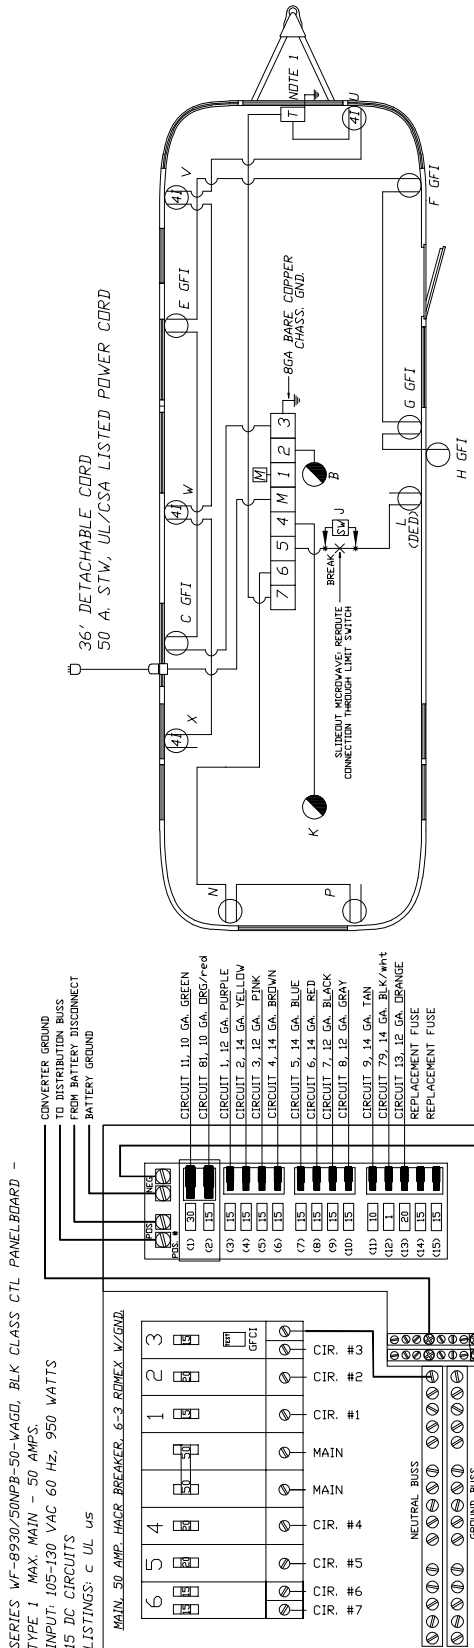 SERIES WF-8930/50NPB-50-WAGO, BLK CLASS CTL PANELBOARD -
TYPE 1  MAX. MAIN - 50 AMPS.
INPUT: 105-130 VAC 60 Hz, 950 WATTS
15 DC CIRCUITS
LISTINGS: c UL us
MAIN, 50 AMP. HACR BREAKER, 6-3 ROMEX W/GND.
6 5 4 1 2 3
15 15 20 20 50 50 15 20 15
TEST
GFCI
CIR. #7
CIR. #6
CIR. #5
CIR. #4
MAIN
MAIN
CIR. #1
CIR. #2
CIR. #3
NEUTRAL BUSS
GROUND BUSS
CONVERTER GROUND
TO DISTRIBUTION BUSS
FROM BATTERY DISCONNECT
BATTERY GROUND
POS. NEG
POS. #
(1) 30 CIRCUIT 11, 10 GA. GREEN
(2) 15 CIRCUIT 81, 10 GA. ORG/red
(3) 15 CIRCUIT 1, 12 GA. PURPLE
(4) 15 CIRCUIT 2, 14 GA. YELLOW
(5) 15 CIRCUIT 3, 12 GA. PINK
(6) 15 CIRCUIT 4, 14 GA. BROWN
(7) 15 CIRCUIT 5, 14 GA. BLUE
(8) 15 CIRCUIT 6, 14 GA. RED
(9) 15 CIRCUIT 7, 12 GA. BLACK
(10) 15 CIRCUIT 8, 12 GA. GRAY
(11) 10 CIRCUIT 9, 14 GA. TAN
(12) 1 CIRCUIT 79, 14 GA. BLK/wht
(13) 20 CIRCUIT 13, 12 GA. ORANGE
(14) 15 REPLACEMENT FUSE
(15) 15 REPLACEMENT FUSE
36' DETACHABLE CORD
50 A. STW, UL/CSA LISTED POWER CORD
X
C GFI
W
E GFI
V
41 41 41 41
N
P
K
7 6 5 4 M 1 2 3
M
8GA BARE COPPER
CHASS. GND.
B
BREAK
SW J
SLIDEOUT MICROWAVE; REROUTE
CONNECTION THROUGH LIMIT SWITCH
L
(DED)
G GFI
H GFI
F GFI
U
T
NOTE 1